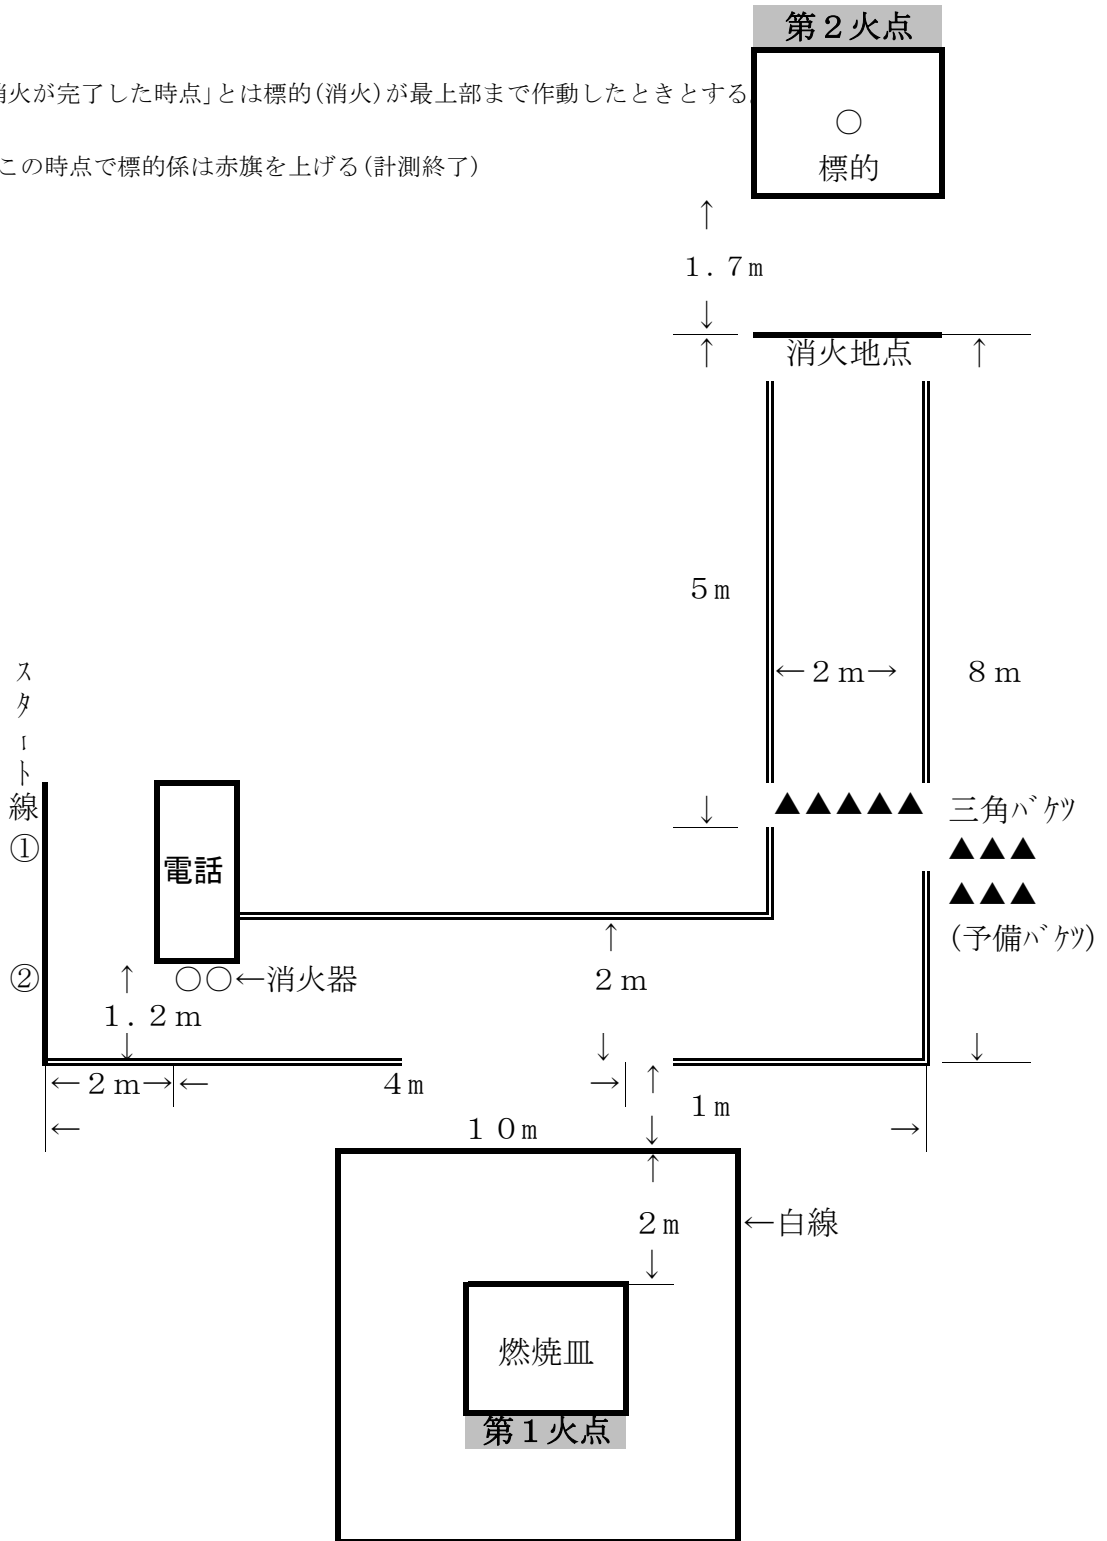 第２火点
消火が完了した時点」とは標的(消火)が最上部まで作動したときとする。
○
標的
この時点で標的係は赤旗を上げる(計測終了)
↑
１．７ｍ
↓
↑
消火地点
↑
５ｍ
←２ｍ→
８ｍ
スタート線
▲▲▲▲▲
三角ﾊﾞｹﾂ
↓
①
▲▲▲
電話
▲▲▲
(予備ﾊﾞｹﾂ)
②
↑
○○←消火器
↑
２ｍ
１．２ｍ
↓
↓
↓
←２ｍ→
←
４ｍ
→
↑
１ｍ
←
１０ｍ
↓
→
↑
２ｍ
←白線
↓
燃焼皿
第１火点